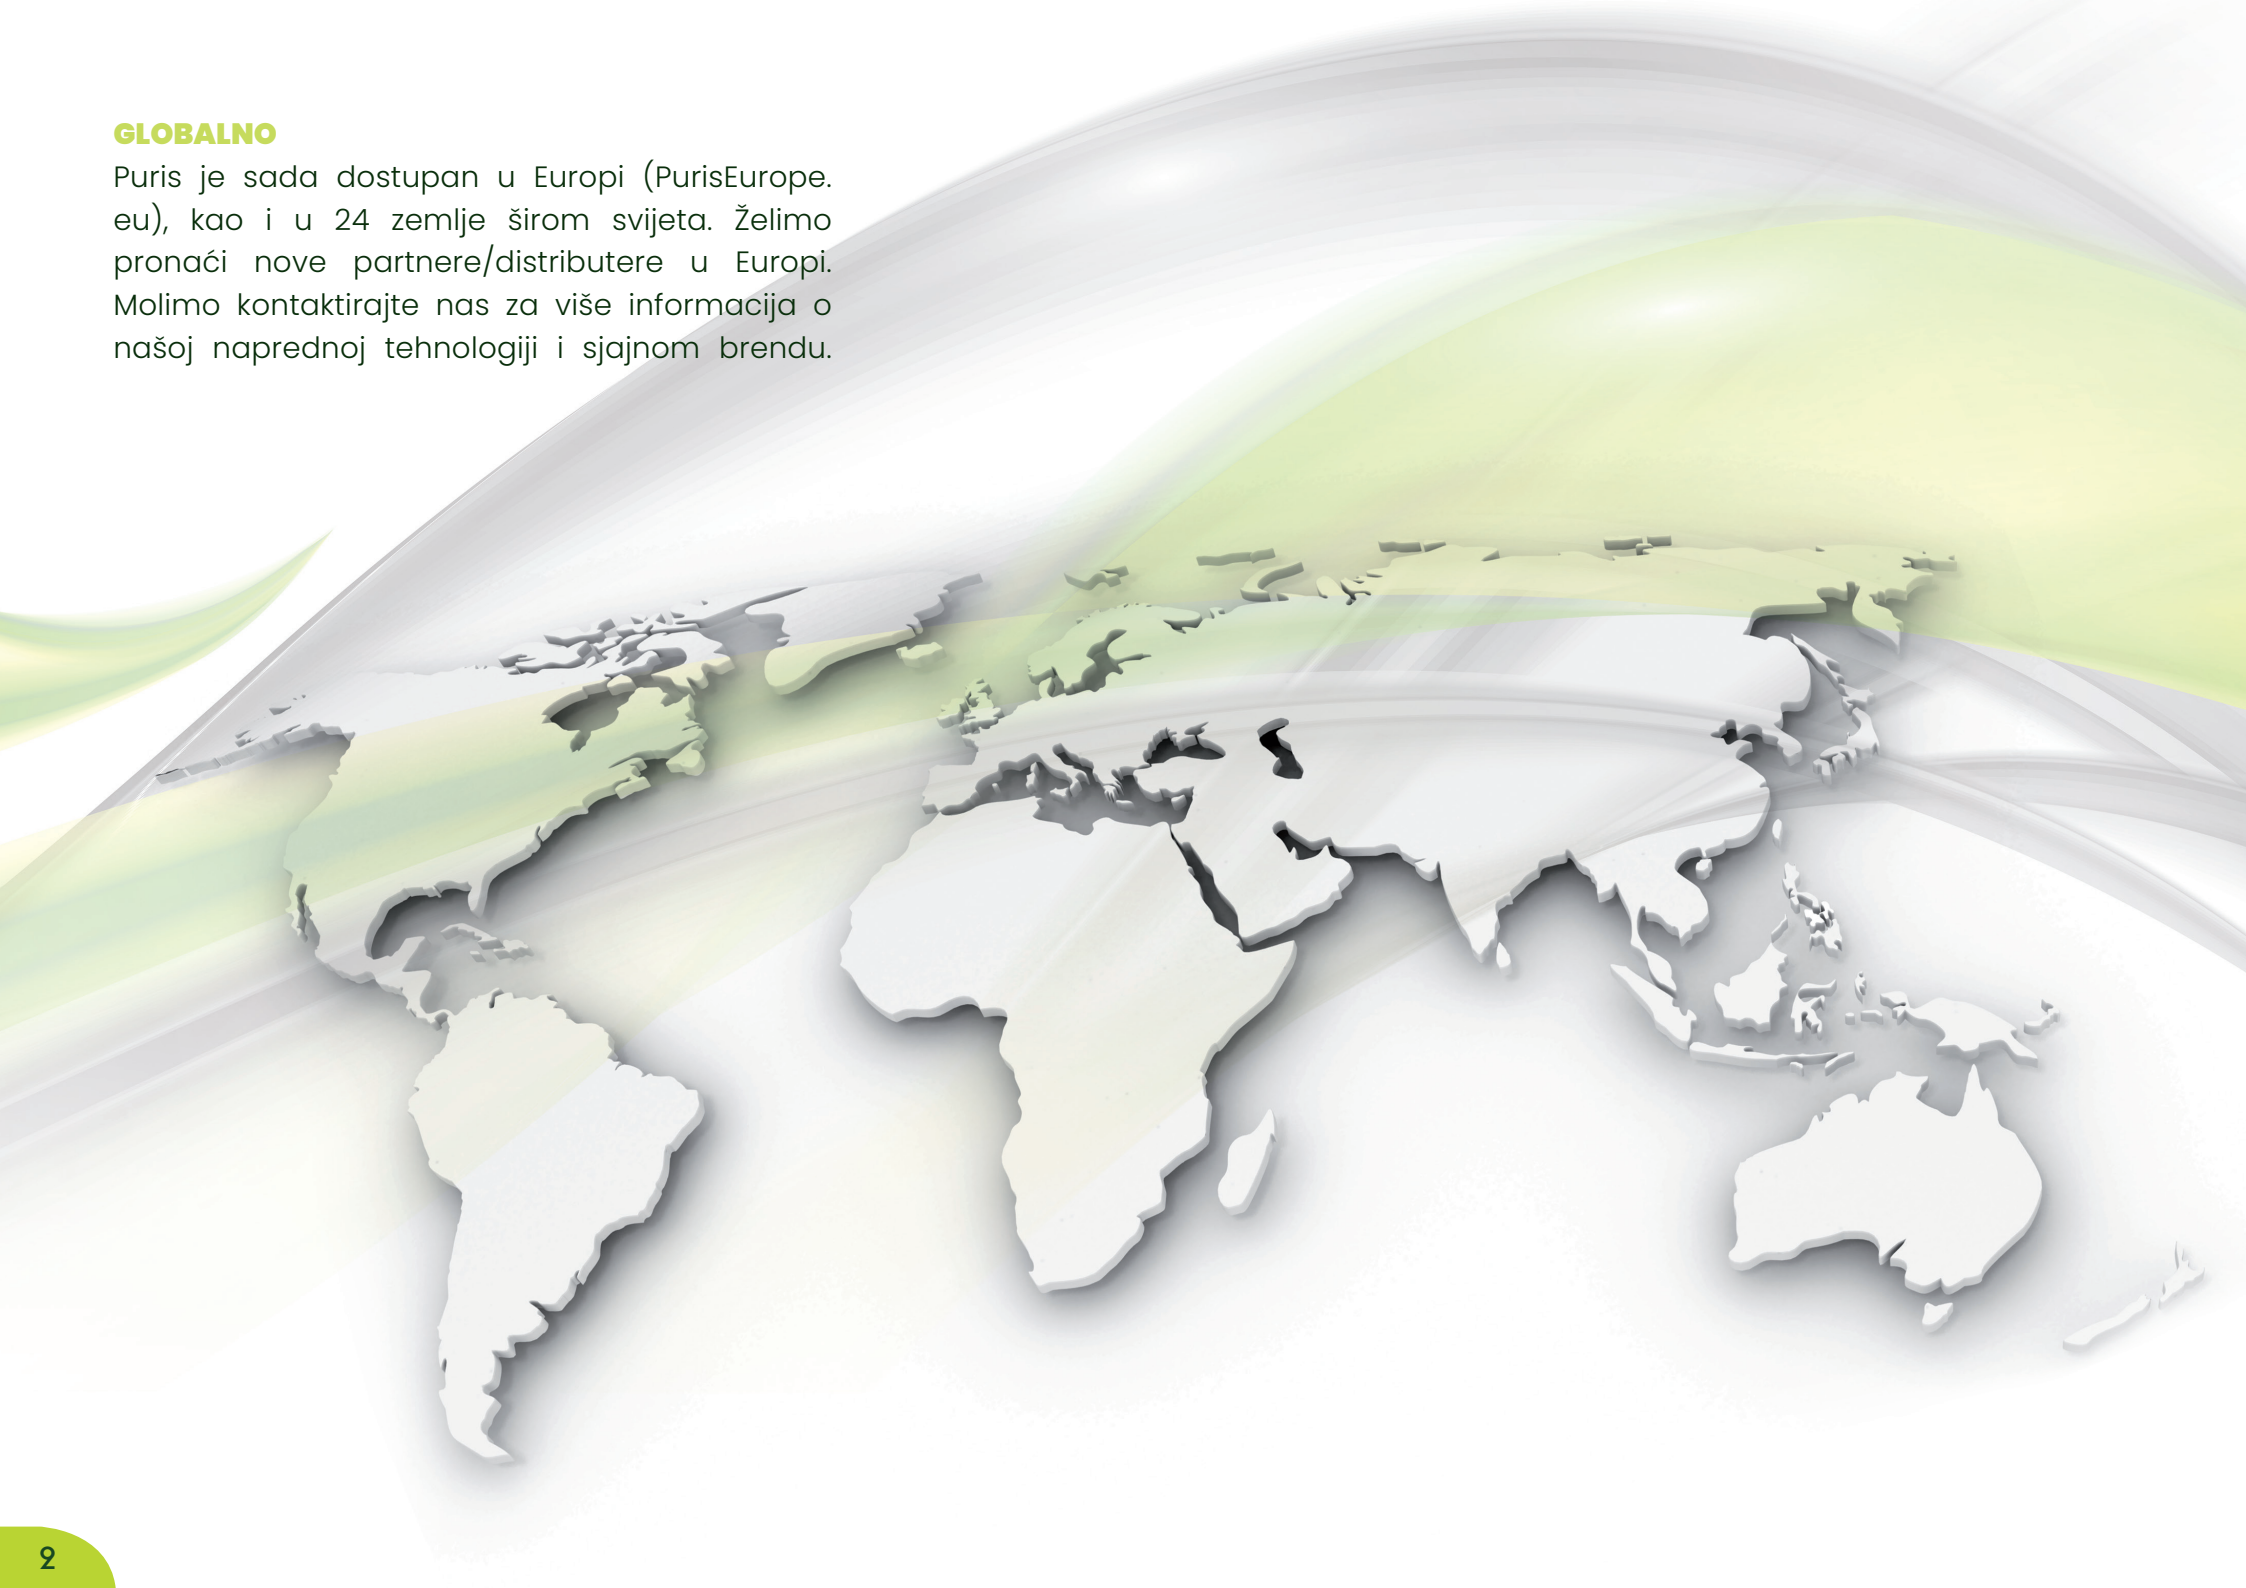 GLOBALNO
Puris je sada dostupan u Europi (PurisEurope.
eu), kao i u 24 zemlje širom svijeta. Želimo
pronaći nove partnere/distributere u Europi.
Molimo kontaktirajte nas za više informacija o
našoj naprednoj tehnologiji i sjajnom brendu.
2